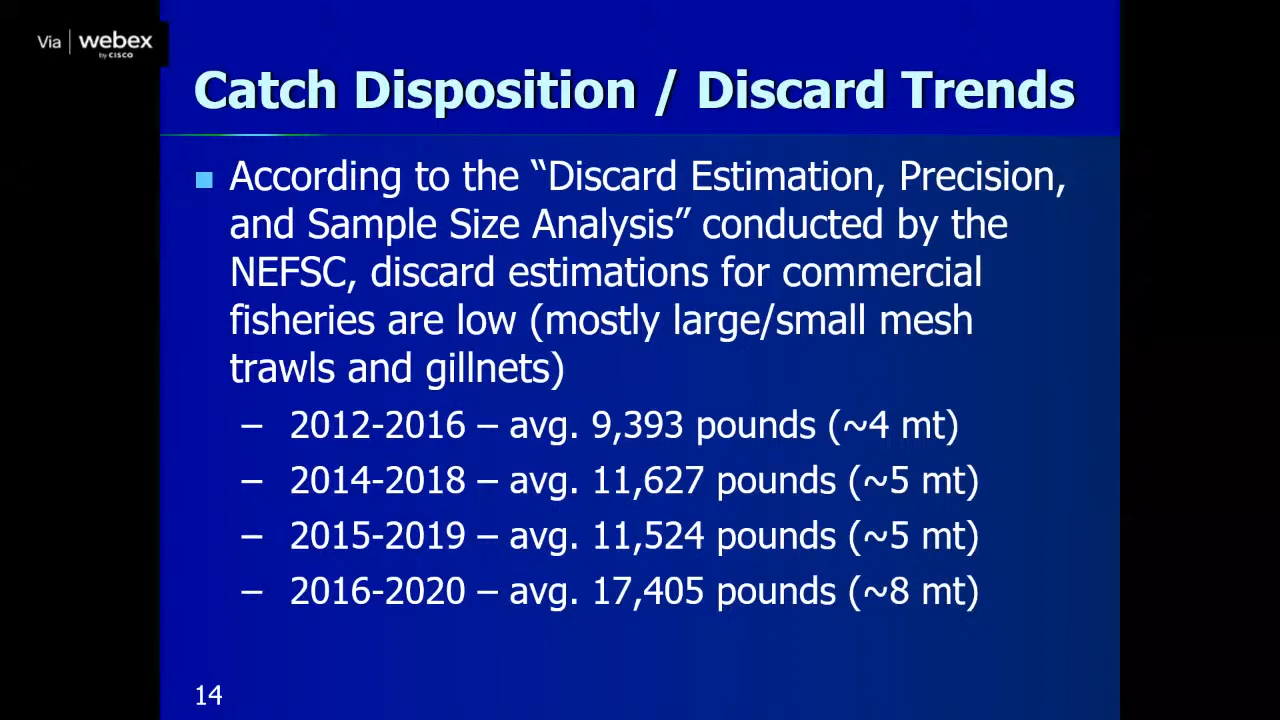 Via webex
by CISCO
Catch Disposition / Discard Trends
According to the “Discard Estimation, Precision,
and Sample Size Analysis” conducted by the
NEFSC, discard estimations for commercial
fisheries are low (mostly large/small mesh
trawls and gillnets)
– 2012-2016 – avg. 9,393 pounds (~4 mt)
– 2014-2018 – avg. 11,627 pounds (~5 mt)
– 2015-2019 – avg. 11,524 pounds (~5 mt)
– 2016-2020 – avg. 17,405 pounds (~8 mt)
14